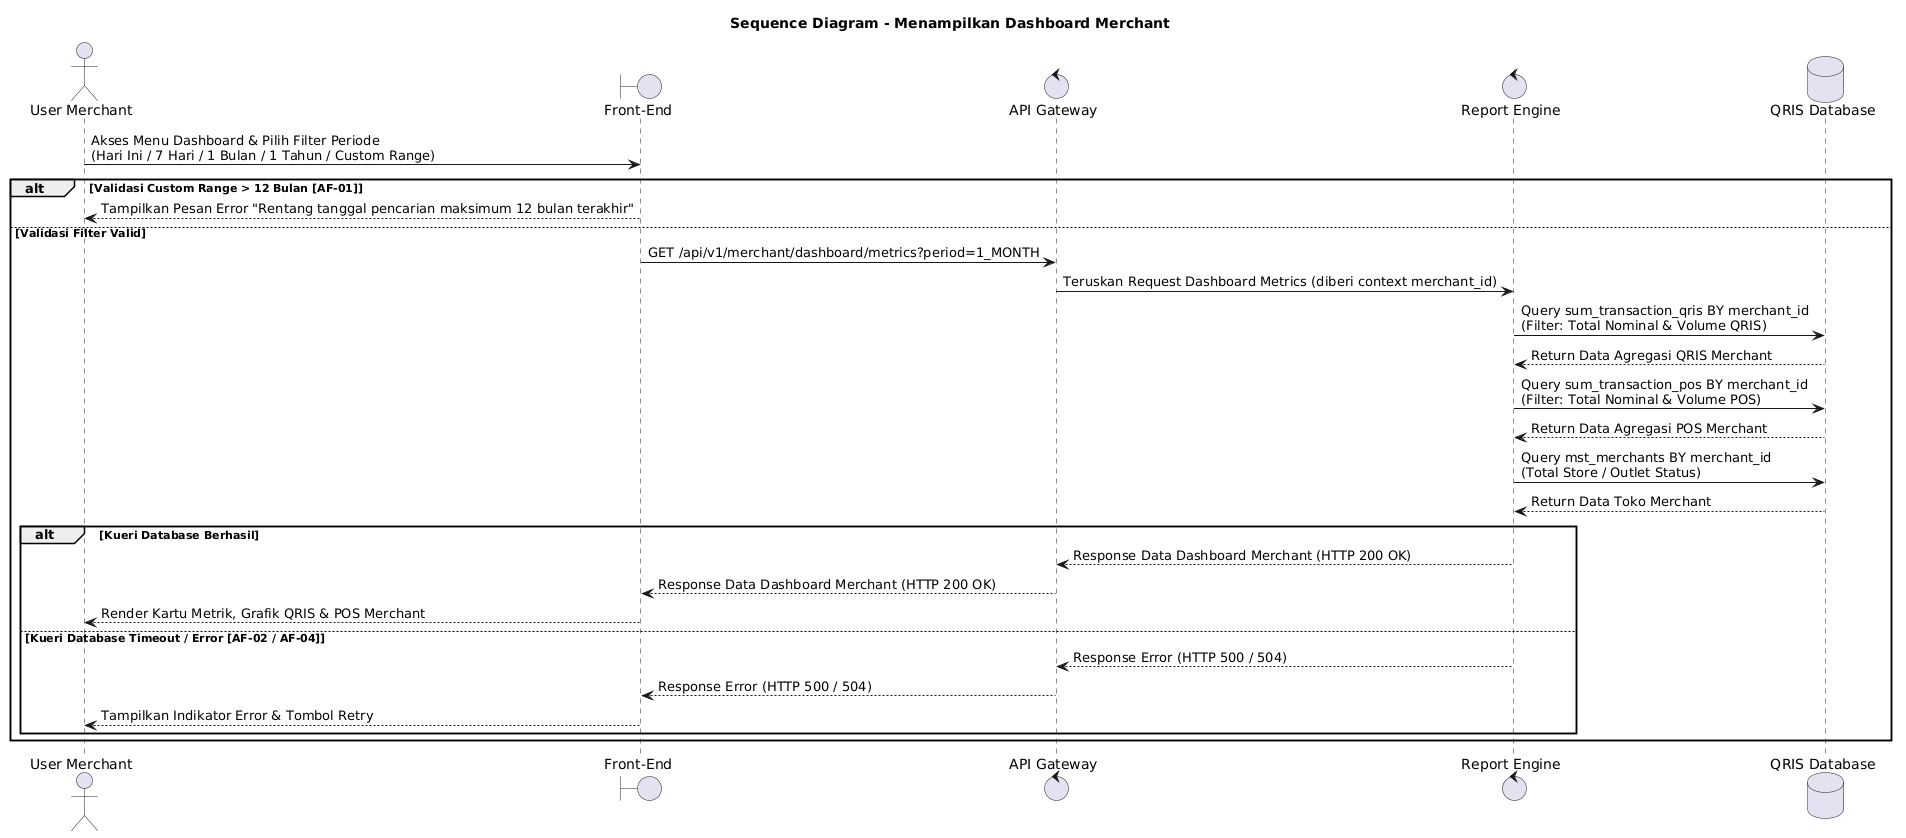 Sequence Diagram - Menampilkan Dashboard Merchant
User Merchant
Front-End
API Gateway
Report Engine
QRIS Database
Akses Menu Dashboard & Pilih Filter Periode
(Hari Ini / 7 Hari / 1 Bulan / 1 Tahun / Custom Range)
alt
[Validasi Custom Range > 12 Bulan [AF-01]]
Tampilkan Pesan Error "Rentang tanggal pencarian maksimum 12 bulan terakhir"
[Validasi Filter Valid]
GET /api/v1/merchant/dashboard/metrics?period=1_MONTH
Teruskan Request Dashboard Metrics (diberi context merchant_id)
Query sum_transaction_qris BY merchant_id
(Filter: Total Nominal & Volume QRIS)
Return Data Agregasi QRIS Merchant
Query sum_transaction_pos BY merchant_id
(Filter: Total Nominal & Volume POS)
Return Data Agregasi POS Merchant
Query mst_merchants BY merchant_id
(Total Store / Outlet Status)
Return Data Toko Merchant
alt
[Kueri Database Berhasil]
Response Data Dashboard Merchant (HTTP 200 OK)
Response Data Dashboard Merchant (HTTP 200 OK)
Render Kartu Metrik, Grafik QRIS & POS Merchant
[Kueri Database Timeout / Error [AF-02 / AF-04]]
Response Error (HTTP 500 / 504)
Response Error (HTTP 500 / 504)
Tampilkan Indikator Error & Tombol Retry
User Merchant
Front-End
API Gateway
Report Engine
QRIS Database